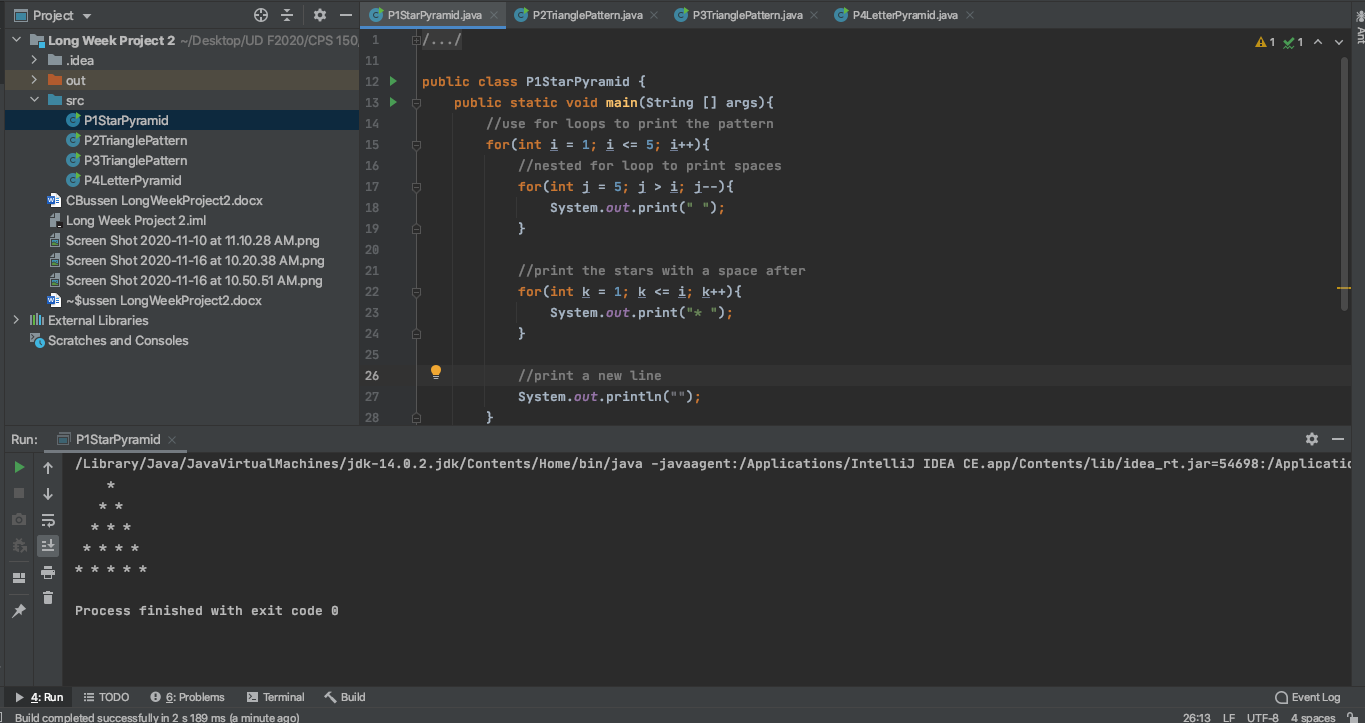 Project
P1StarPyramid.java
P2TrianglePattern.java
P3TrianglePattern.java
P4LetterPyramid.java
Long Week Project 2 ~/Desktop/UD F2020/CPS 150/
.idea
out
src
P1StarPyramid
P2TrianglePattern
P3TrianglePattern
P4LetterPyramid
CBussen LongWeekProject2.docx
Long Week Project 2.iml
Screen Shot 2020-11-10 at 11.10.28 AM.png
Screen Shot 2020-11-16 at 10.20.38 AM.png
Screen Shot 2020-11-16 at 10.50.51 AM.png
~$ussen LongWeekProject2.docx
External Libraries
Scratches and Consoles
1 /.../
1 1
Ant
11
12 public class P1StarPyramid {
13 public static void main(String [] args){
14 //use for loops to print the pattern
15 for(int i = 1; i <= 5; i++){
16 //nested for loop to print spaces
17 for(int j = 5; j > i; j--){
18 System.out.print(" ");
19 }
20
21 //print the stars with a space after
22 for(int k = 1; k <= i; k++){
23 System.out.print("* ");
24 }
25
26 //print a new line
27 System.out.println("");
28 }
Run: P1StarPyramid
/Library/Java/JavaVirtualMachines/jdk-14.0.2.jdk/Contents/Home/bin/java -javaagent:/Applications/IntelliJ IDEA CE.app/Contents/lib/idea_rt.jar=54698:/Applicatio
*
* *
* * *
* * * *
* * * * *
Process finished with exit code 0
4: Run TODO 6: Problems Terminal Build Event Log
Build completed successfully in 2 s 189 ms (a minute ago) 26:13 LF UTF-8 4 spaces